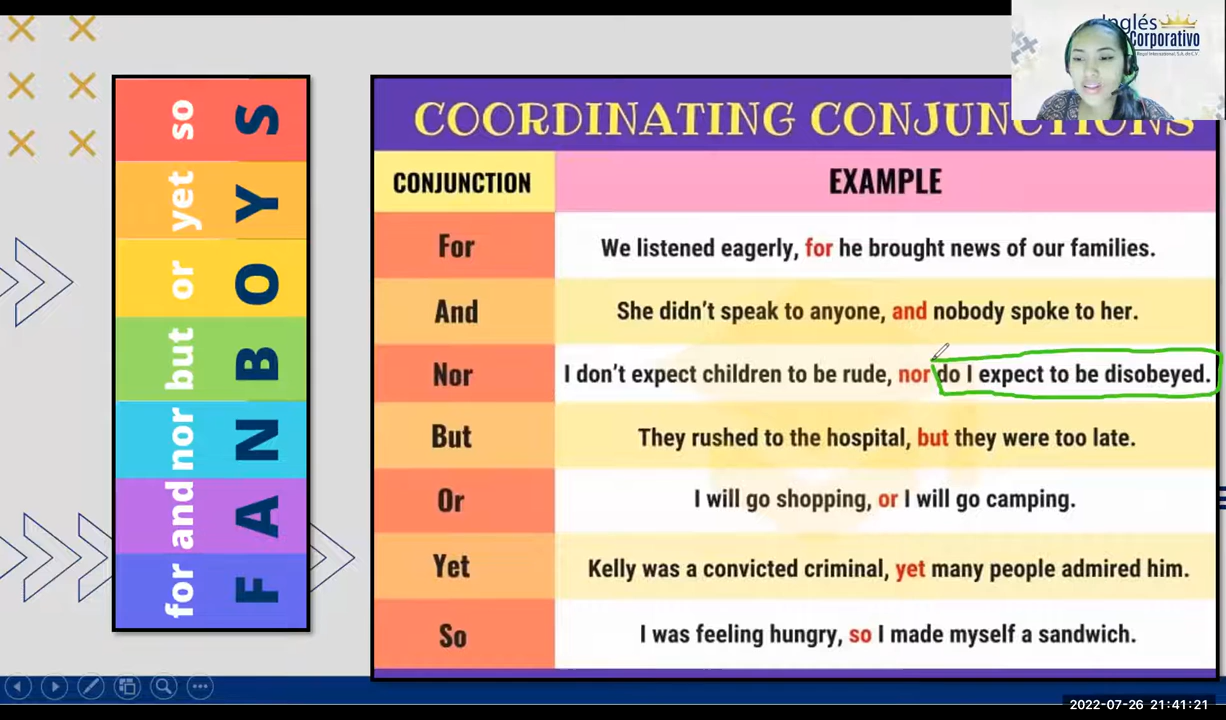 Inglés
Corporativo
Royal International, S.A. de C.V.
so
yet
or
but
nor
and
for
S
Y
O
B
N
A
F
COORDINATING CONJUNCTIONS
CONJUNCTION EXAMPLE
For We listened eagerly, for he brought news of our families.
And She didn't speak to anyone, and nobody spoke to her.
Nor I don't expect children to be rude, nor do I expect to be disobeyed.
But They rushed to the hospital, but they were too late.
Or I will go shopping, or I will go camping.
Yet Kelly was a convicted criminal, yet many people admired him.
So I was feeling hungry, so I made myself a sandwich.
2022-07-26 21:41:21